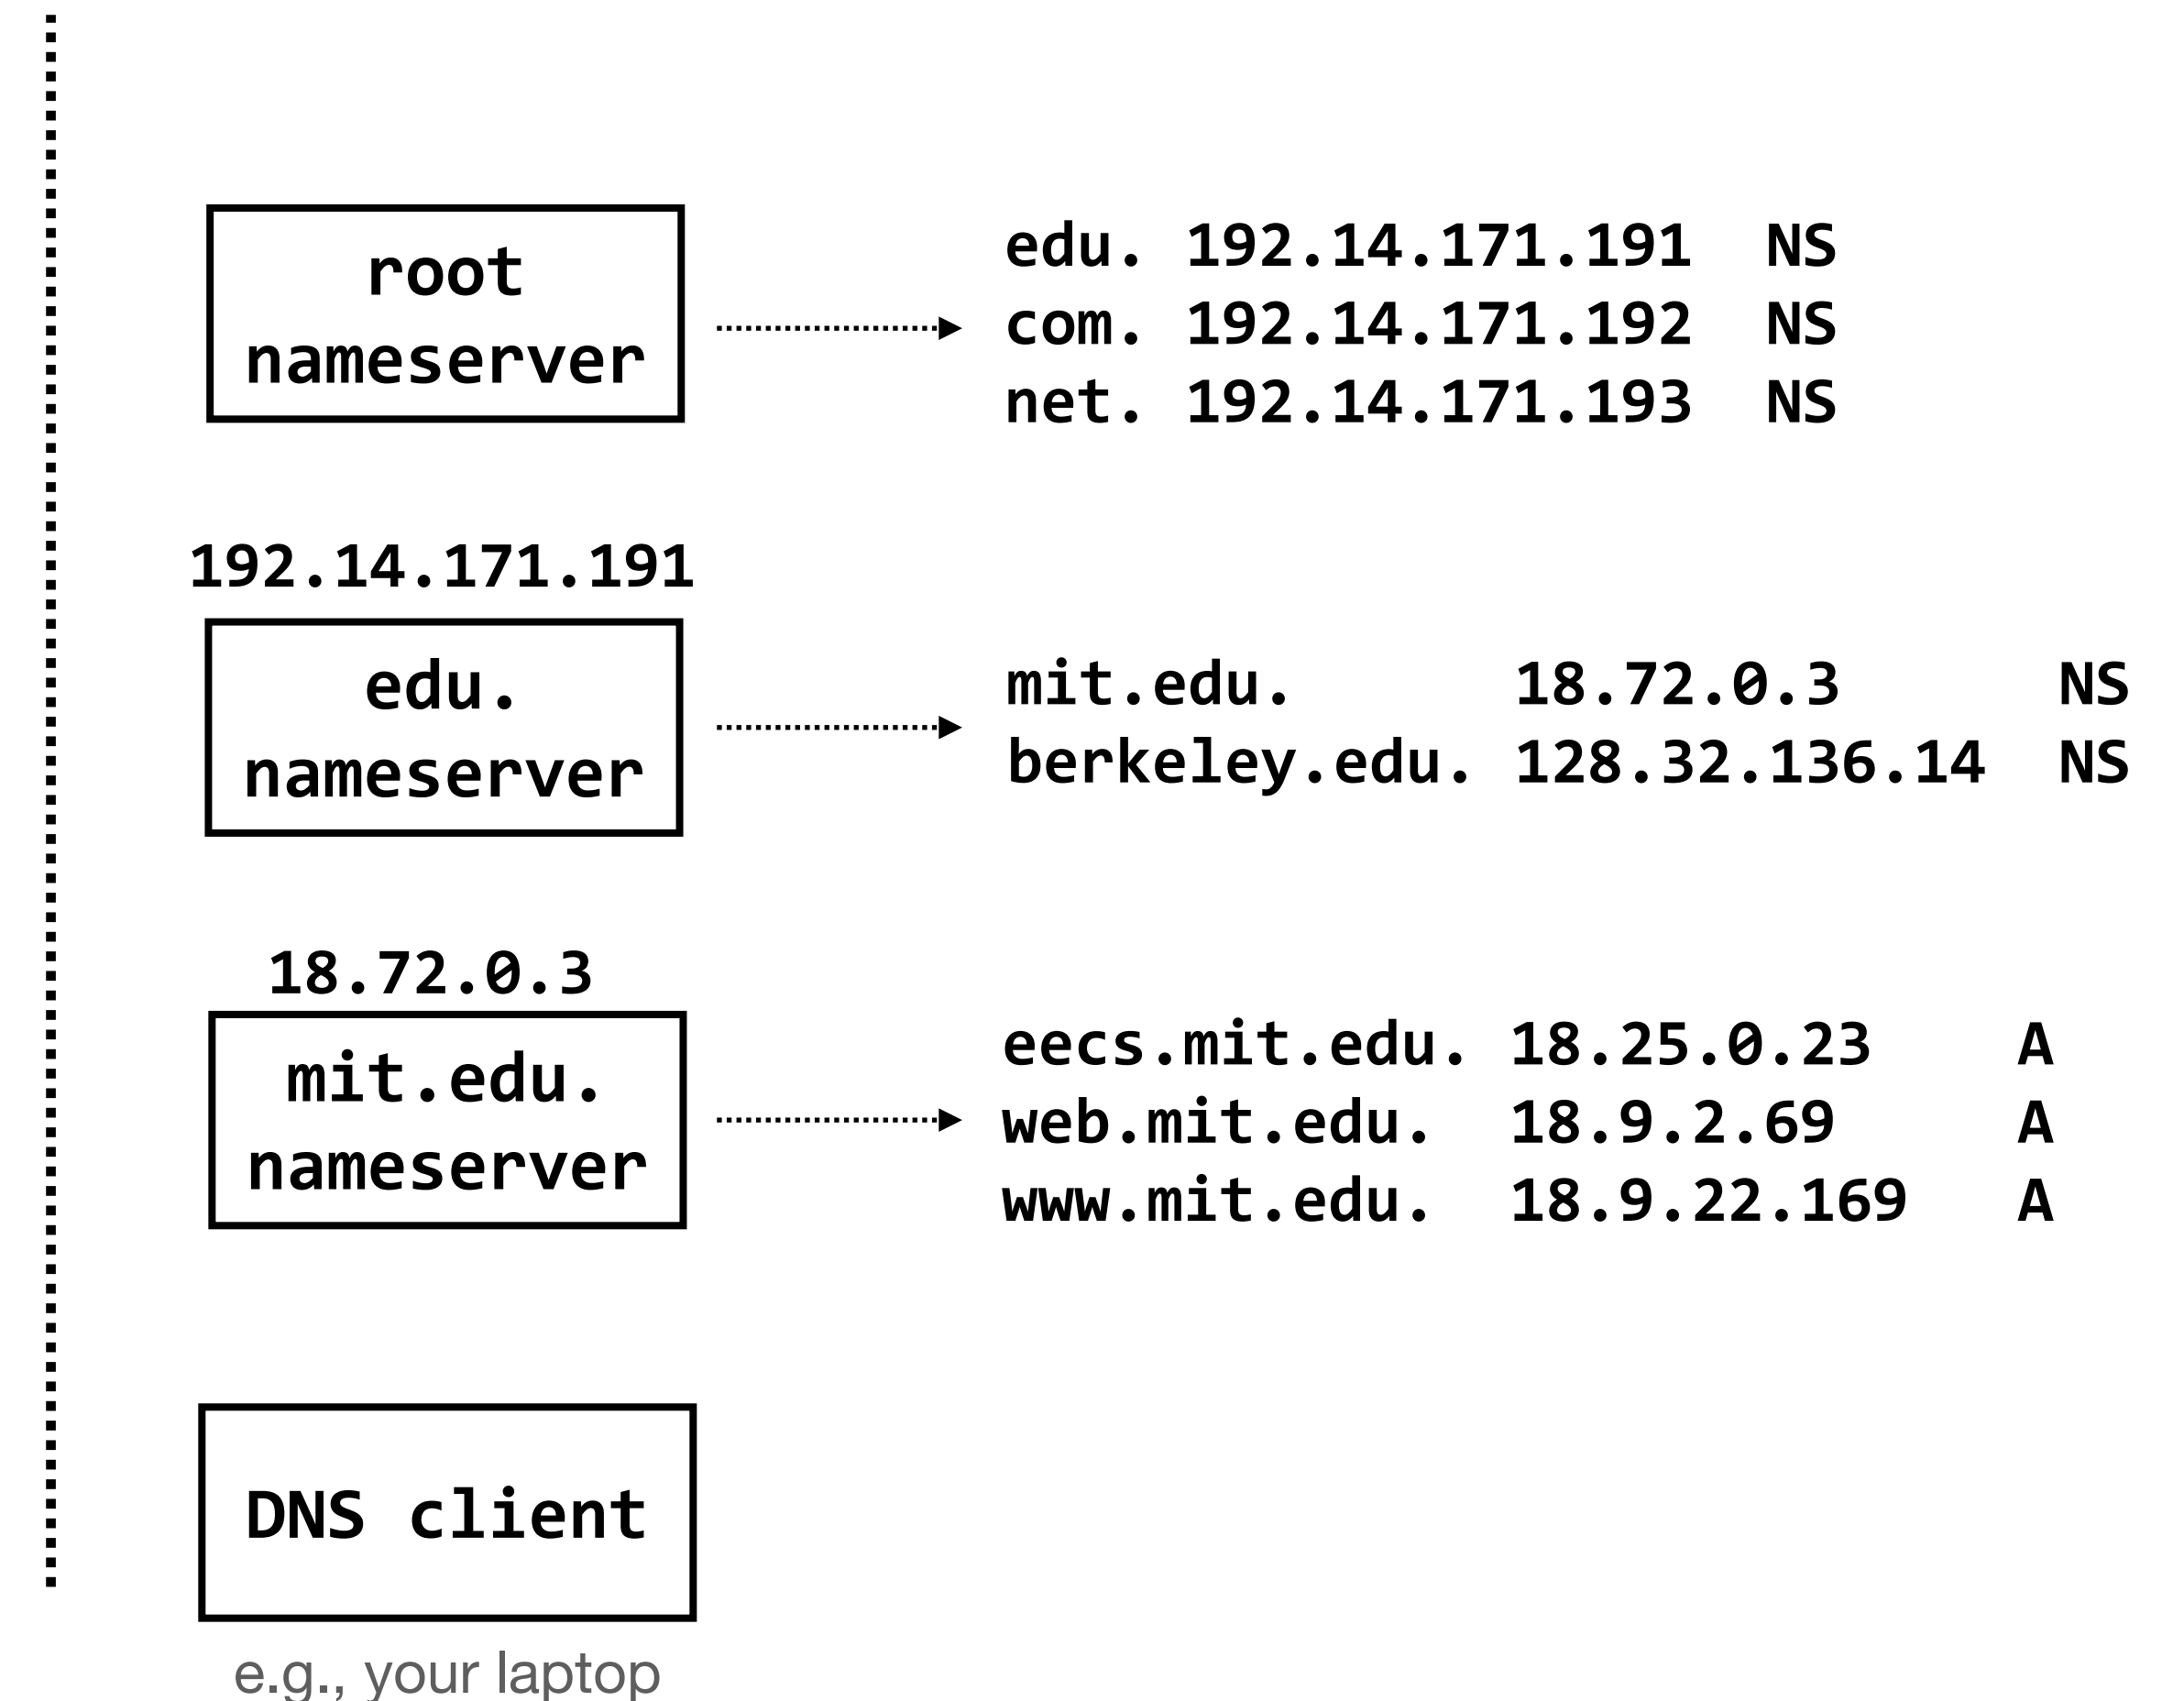 root
nameserver
edu. 192.14.171.191 NS
com. 192.14.171.192 NS
net. 192.14.171.193 NS
192.14.171.191
edu.
nameserver
mit.edu. 18.72.0.3 NS
berkeley.edu. 128.32.136.14 NS
18.72.0.3
mit.edu.
nameserver
eecs.mit.edu. 18.25.0.23 A
web.mit.edu. 18.9.2.69 A
www.mit.edu. 18.9.22.169 A
DNS client
e.g., your laptop